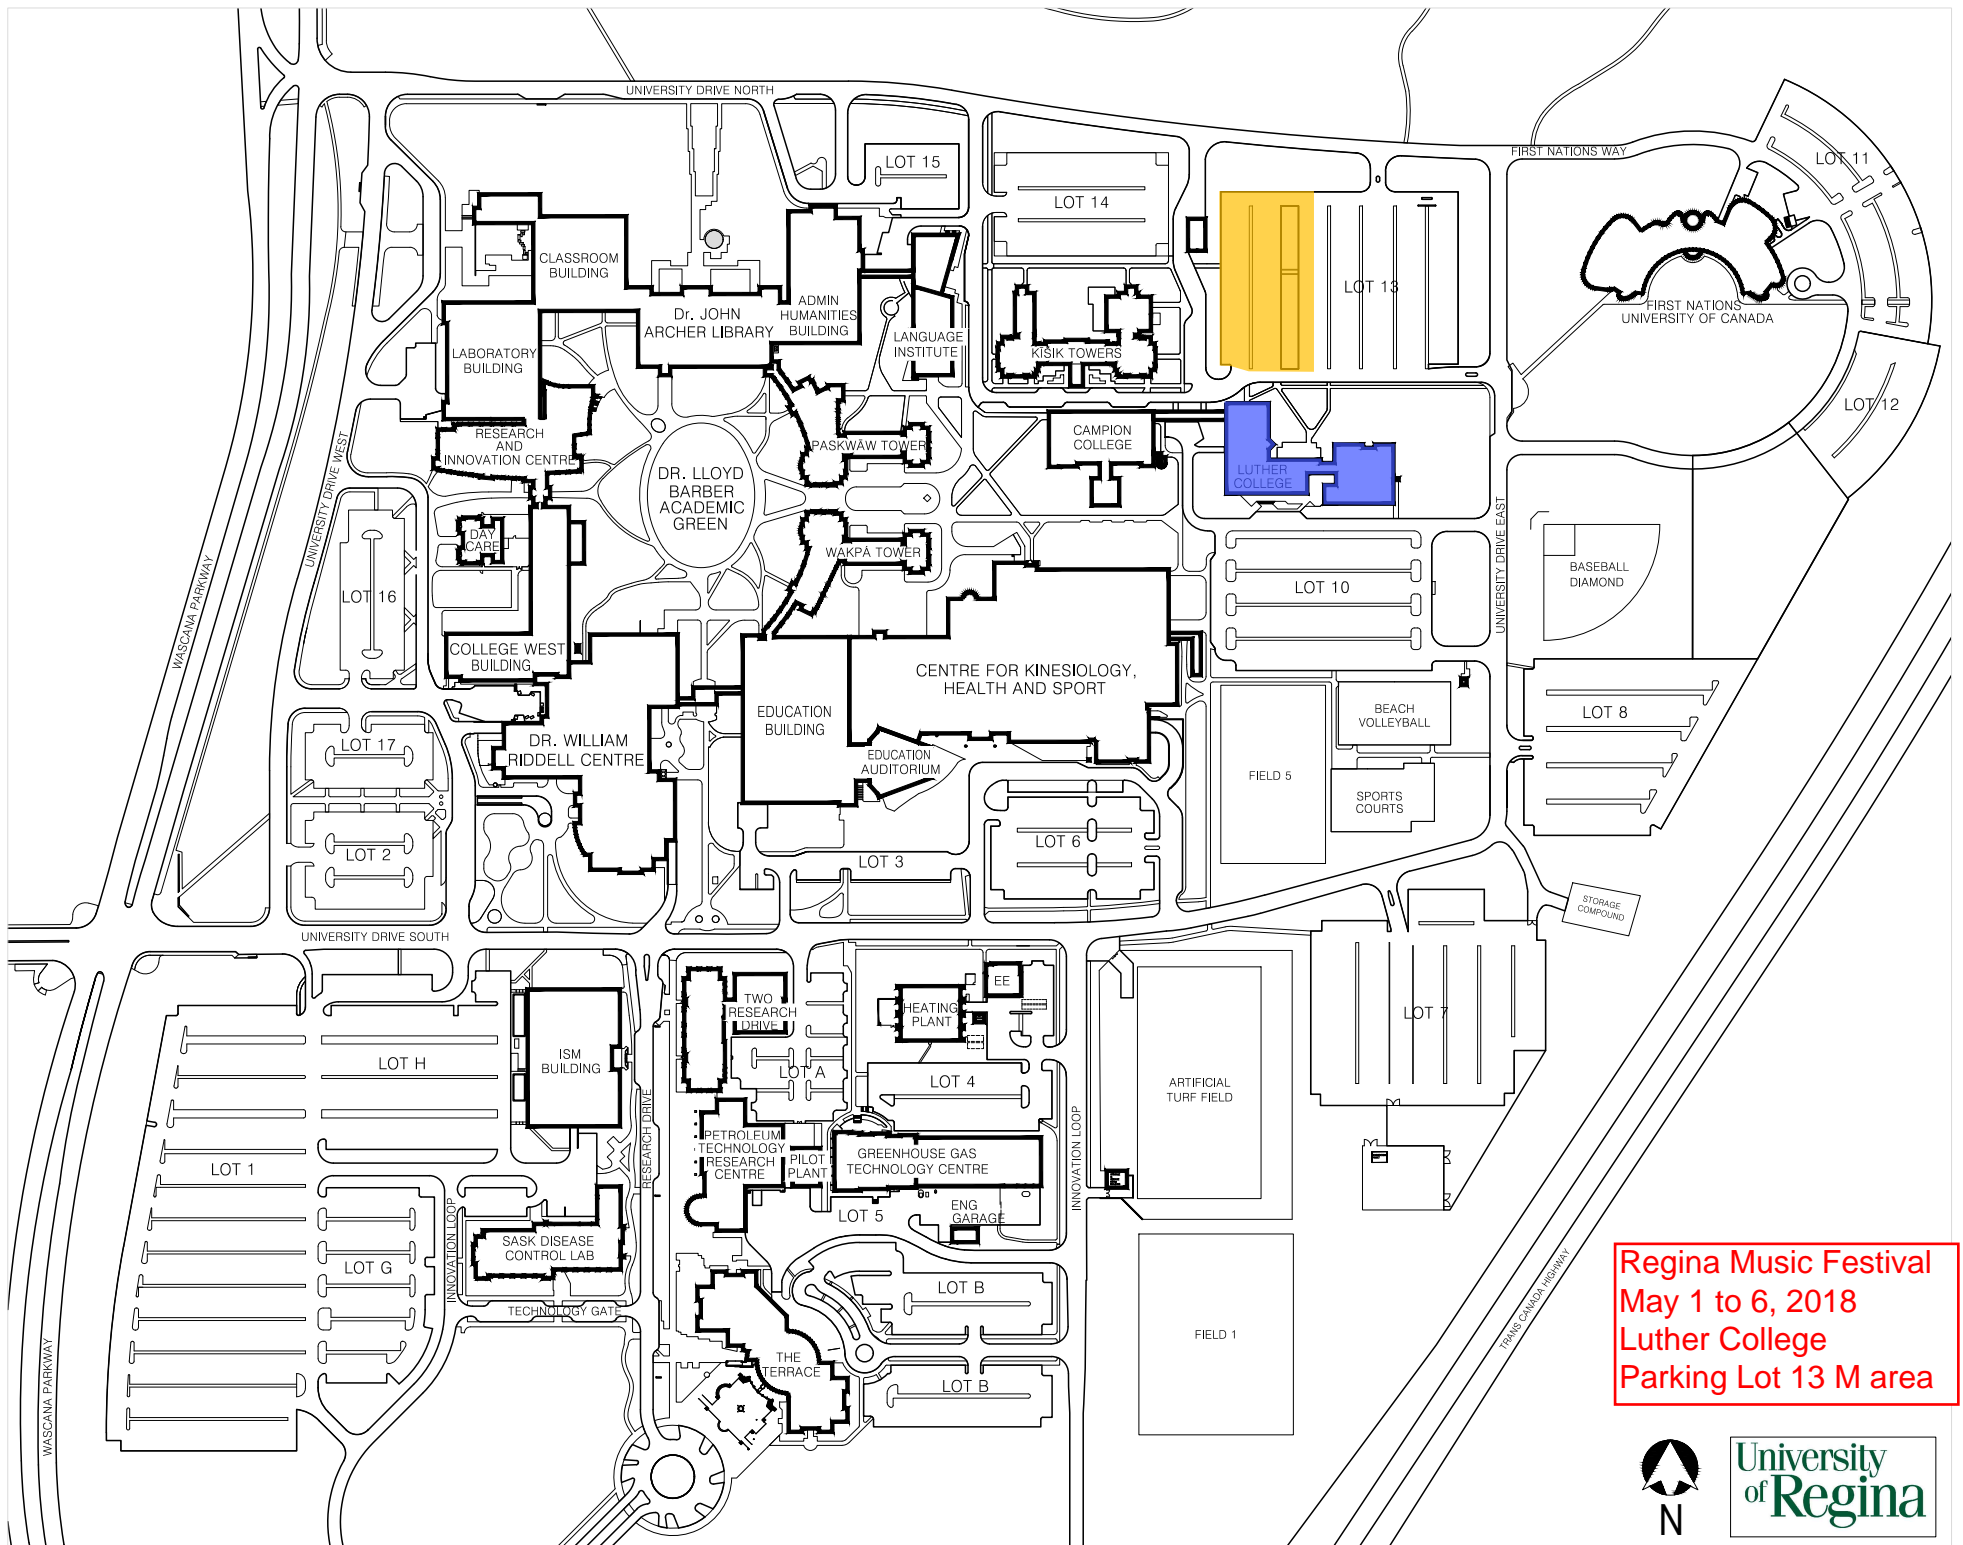 UNIVERSITY DRIVE NORTH
FIRST NATIONS WAY
LOT 11
LOT 15
LOT 14
CLASSROOM
BUILDING
LOT 13
Dr. JOHN
ARCHER LIBRARY
ADMIN
HUMANITIES
BUILDING
FIRST NATIONS
UNIVERSITY OF CANADA
LANGUAGE
INSTITUTE
KĪSIK TOWERS
LABORATORY
BUILDING
LOT 12
RESEARCH
AND
INNOVATION CENTRE
PASKWĀW TOWER
CAMPION
COLLEGE
LUTHER
COLLEGE
DR. LLOYD
BARBER
ACADEMIC
GREEN
UNIVERSITY DRIVE WEST
UNIVERSITY DRIVE EAST
DAY
CARE
WAKPĀ TOWER
BASEBALL
DIAMOND
LOT 16
LOT 10
WASCANA PARKWAY
COLLEGE WEST
BUILDING
CENTRE FOR KINESIOLOGY,
HEALTH AND SPORT
EDUCATION
BUILDING
BEACH
VOLLEYBALL
LOT 8
LOT 17
DR. WILLIAM
RIDDELL CENTRE
EDUCATION
AUDITORIUM
FIELD 5
SPORTS
COURTS
LOT 2
LOT 3
LOT 6
STORAGE
COMPOUND
UNIVERSITY DRIVE SOUTH
TWO
RESEARCH
DRIVE
EE
HEATING
PLANT
LOT 7
LOT H
ISM
BUILDING
LOT A
LOT 4
ARTIFICIAL
TURF FIELD
RESEARCH DRIVE
INNOVATION LOOP
LOT 1
PETROLEUM
TECHNOLOGY
RESEARCH
CENTRE
PILOT
PLANT
GREENHOUSE GAS
TECHNOLOGY CENTRE
LOT 5
ENG
GARAGE
INNOVATION LOOP
SASK DISEASE
CONTROL LAB
LOT G
TECHNOLOGY GATE
LOT B
FIELD 1
TRANS CANADA HIGHWAY
THE
TERRACE
LOT B
WASCANA PARKWAY
Regina Music Festival
May 1 to 6, 2018
Luther College
Parking Lot 13 M area
N
University
of Regina